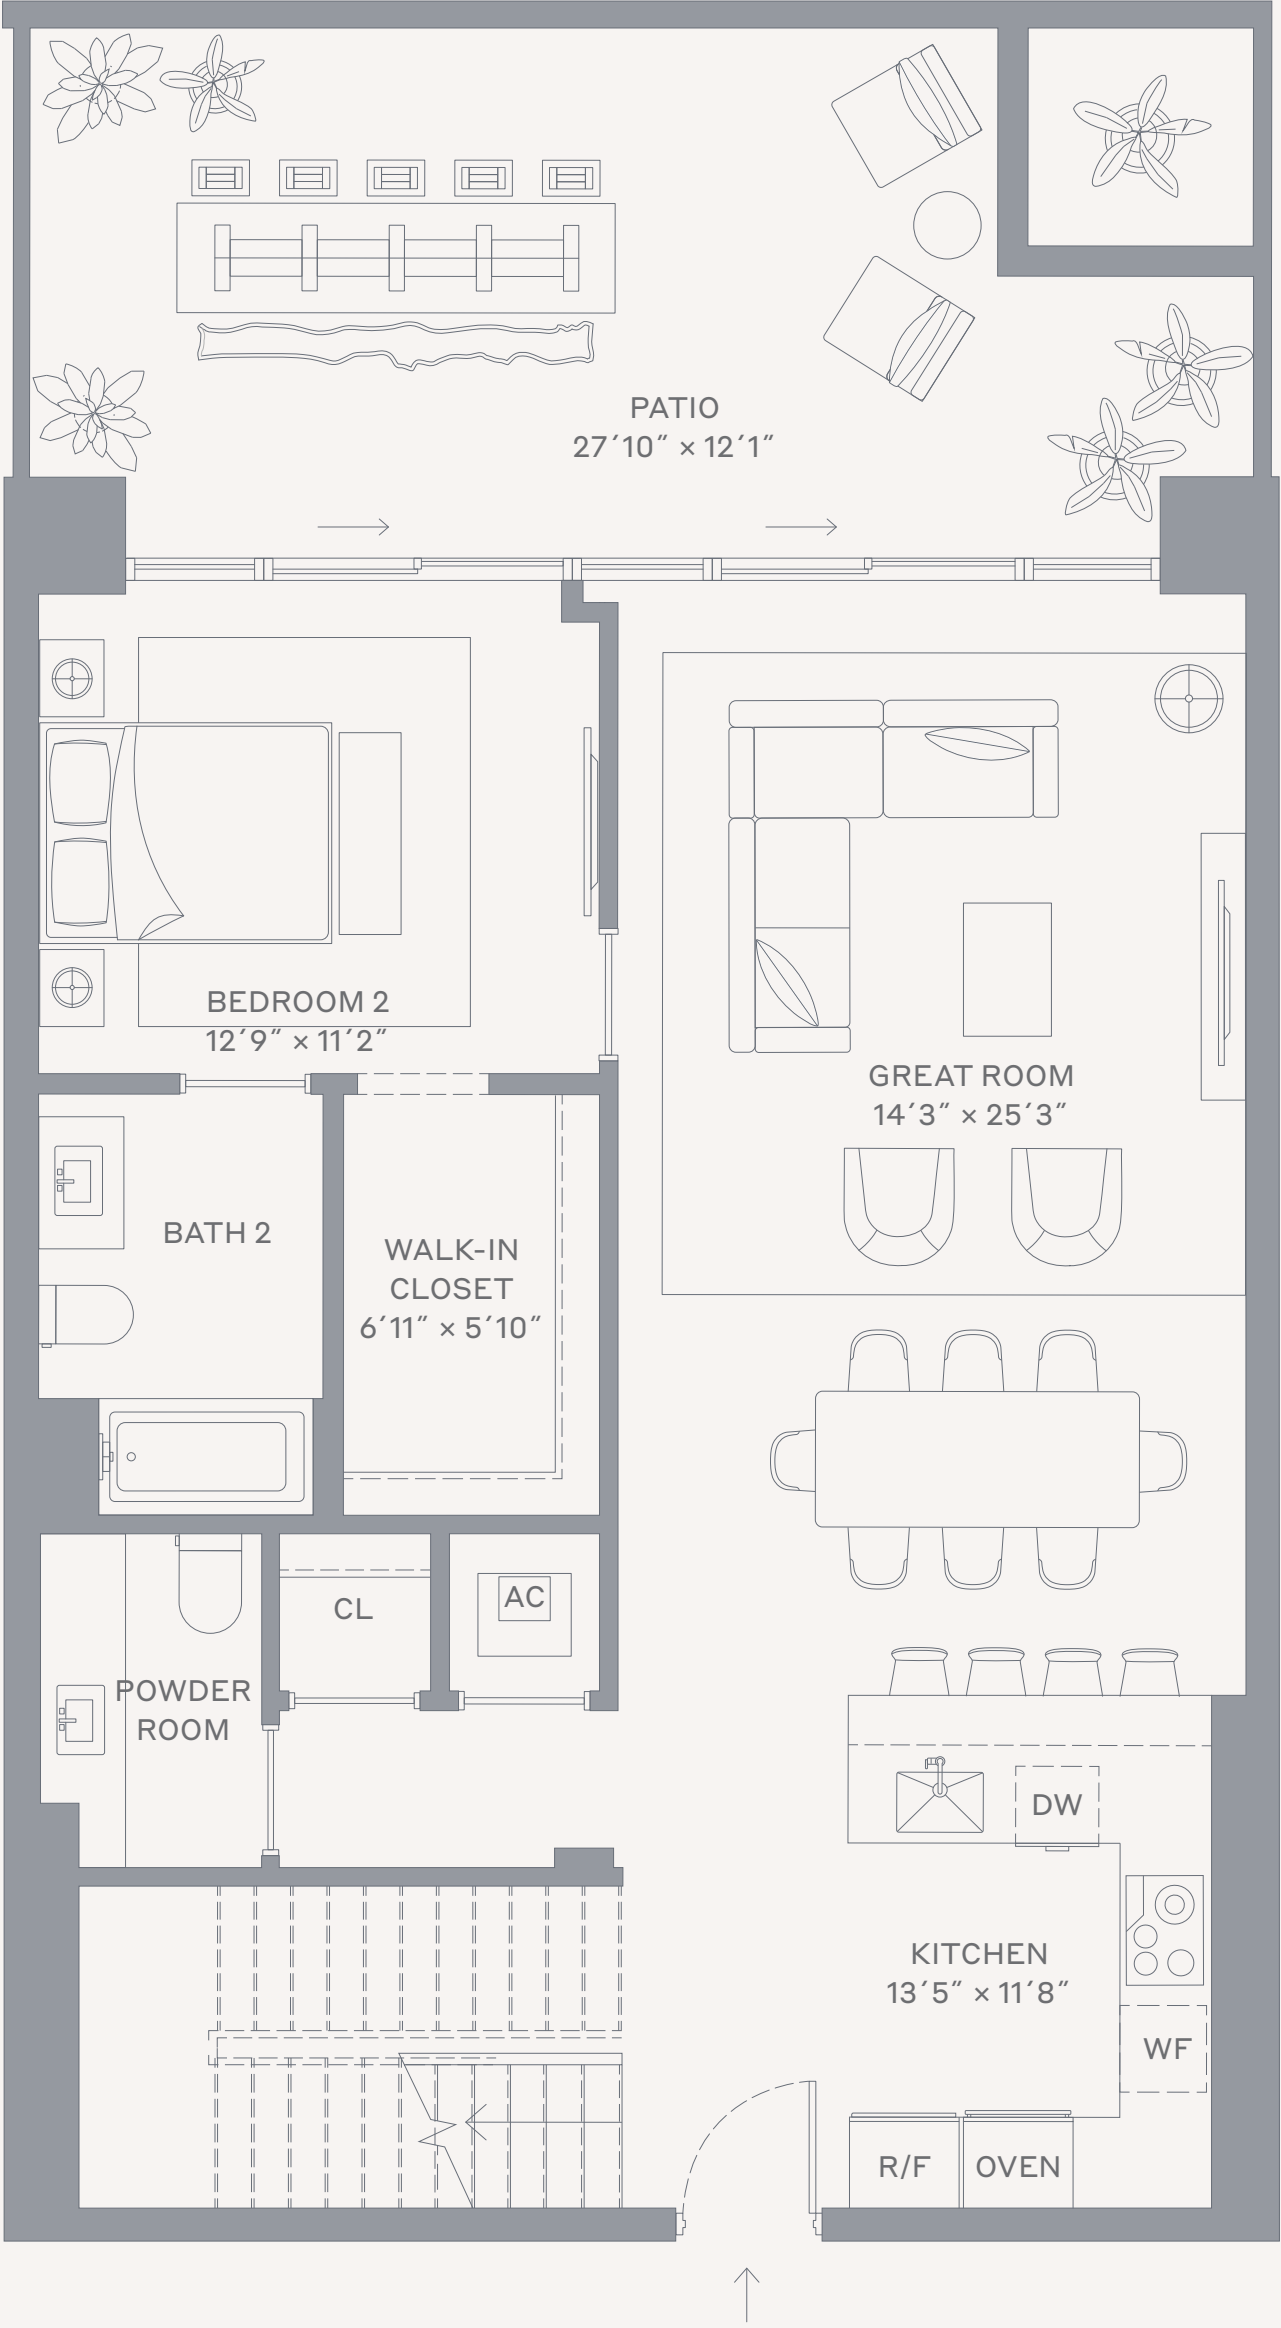 PATIO
27′10″ × 12′1″
BEDROOM 2
12′9″ × 11′2″
GREAT ROOM
14′3″ × 25′3″
BATH 2
WALK-IN
CLOSET
6′11″ × 5′10″
CL
AC
POWDER
ROOM
DW
KITCHEN
13′5″ × 11′8″
WF
R/F
OVEN